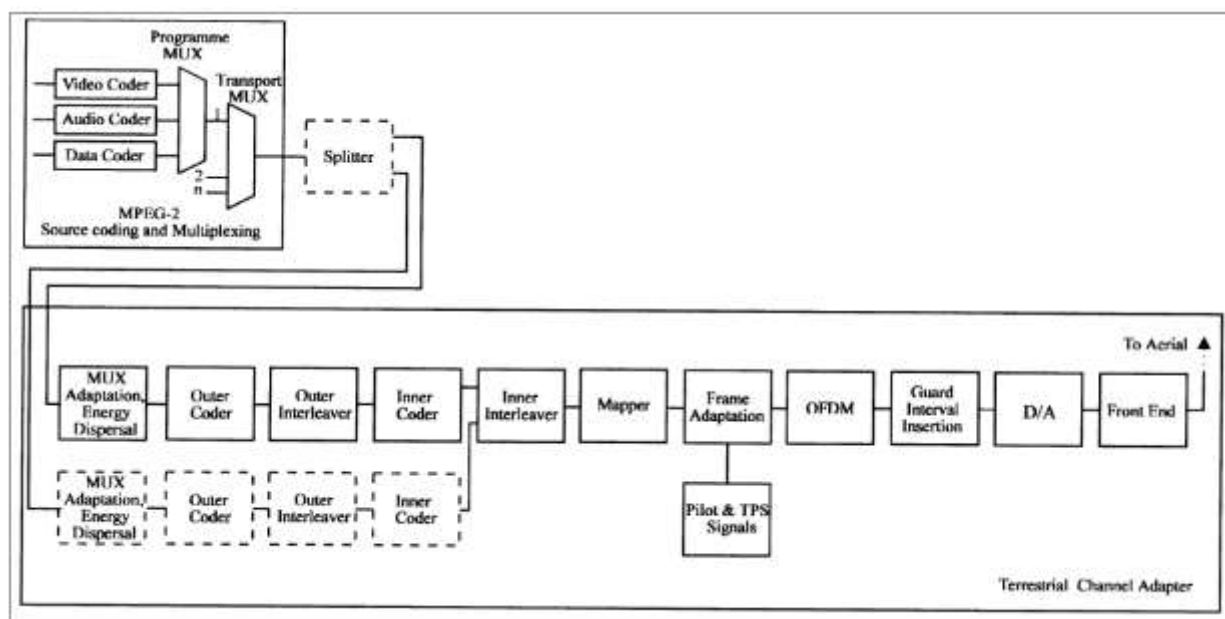 Programme
MUX
Video Coder
Transport
MUX
Audio Coder
1
Data Coder
Splitter
2
n
MPEG-2
Source coding and Multiplexing
To Aerial
MUX
Adaptation,
Energy
Dispersal
Outer
Coder
Outer
Interleaver
Inner
Coder
Inner
Interleaver
Mapper
Frame
Adaptation
OFDM
Guard
Interval
Insertion
D/A
Front End
MUX
Adaptation,
Energy
Dispersal
Outer
Coder
Outer
Interleaver
Inner
Coder
Pilot & TPS
Signals
Terrestrial Channel Adapter